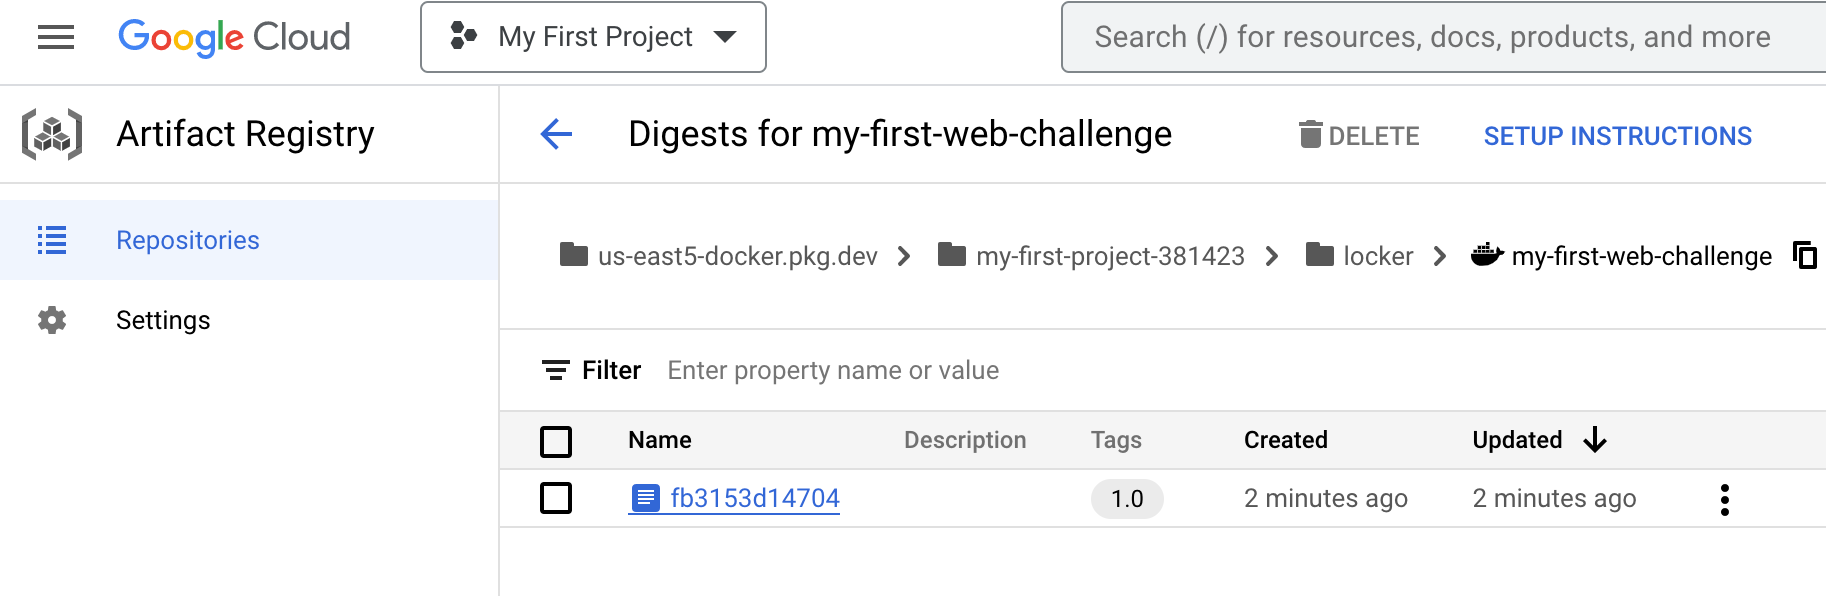 Google Cloud
My First Project
Search (/) for resources, docs, products, and more
Artifact Registry
Digests for my-first-web-challenge
DELETE
SETUP INSTRUCTIONS
Repositories
Settings
us-east5-docker.pkg.dev
my-first-project-381423
locker
my-first-web-challenge
Filter Enter property name or value
Name Description Tags Created Updated
fb3153d14704 1.0 2 minutes ago 2 minutes ago